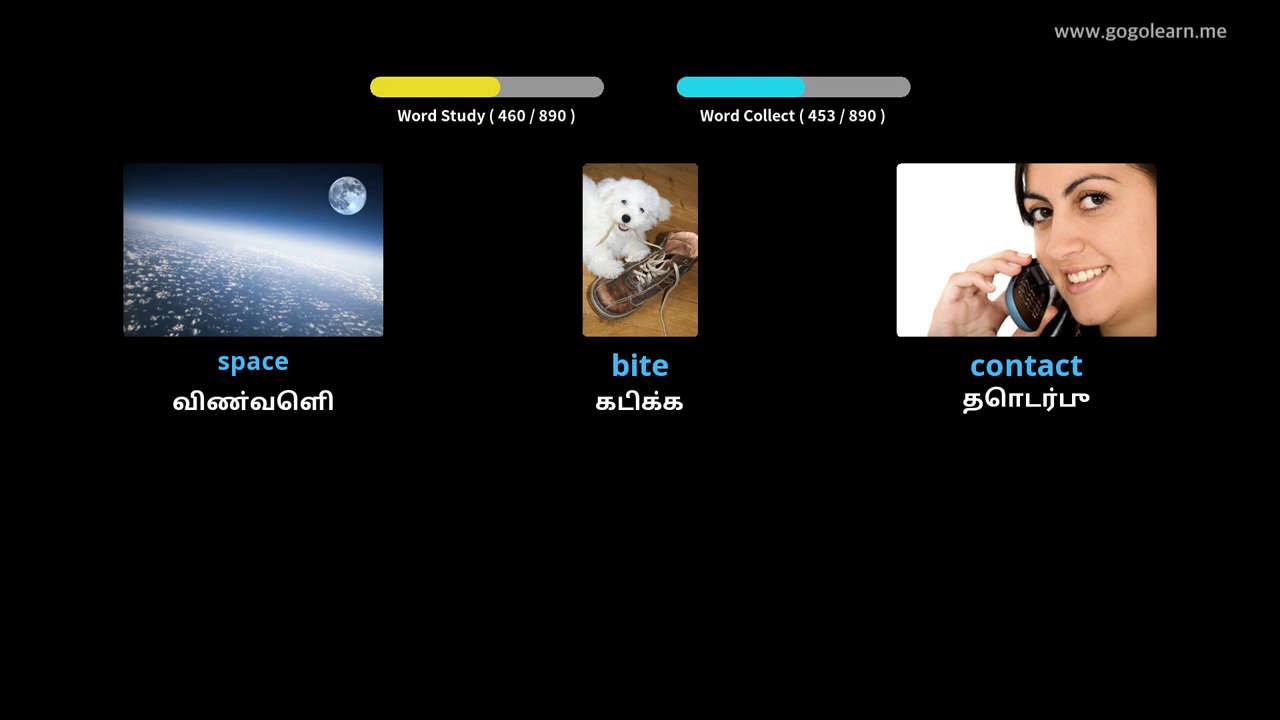 www.gogolearn.me
Word Study ( 460 / 890 )
Word Collect ( 453 / 890 )
space
bite
contact
விண்வெளி
கடிக்க
தொடர்பு